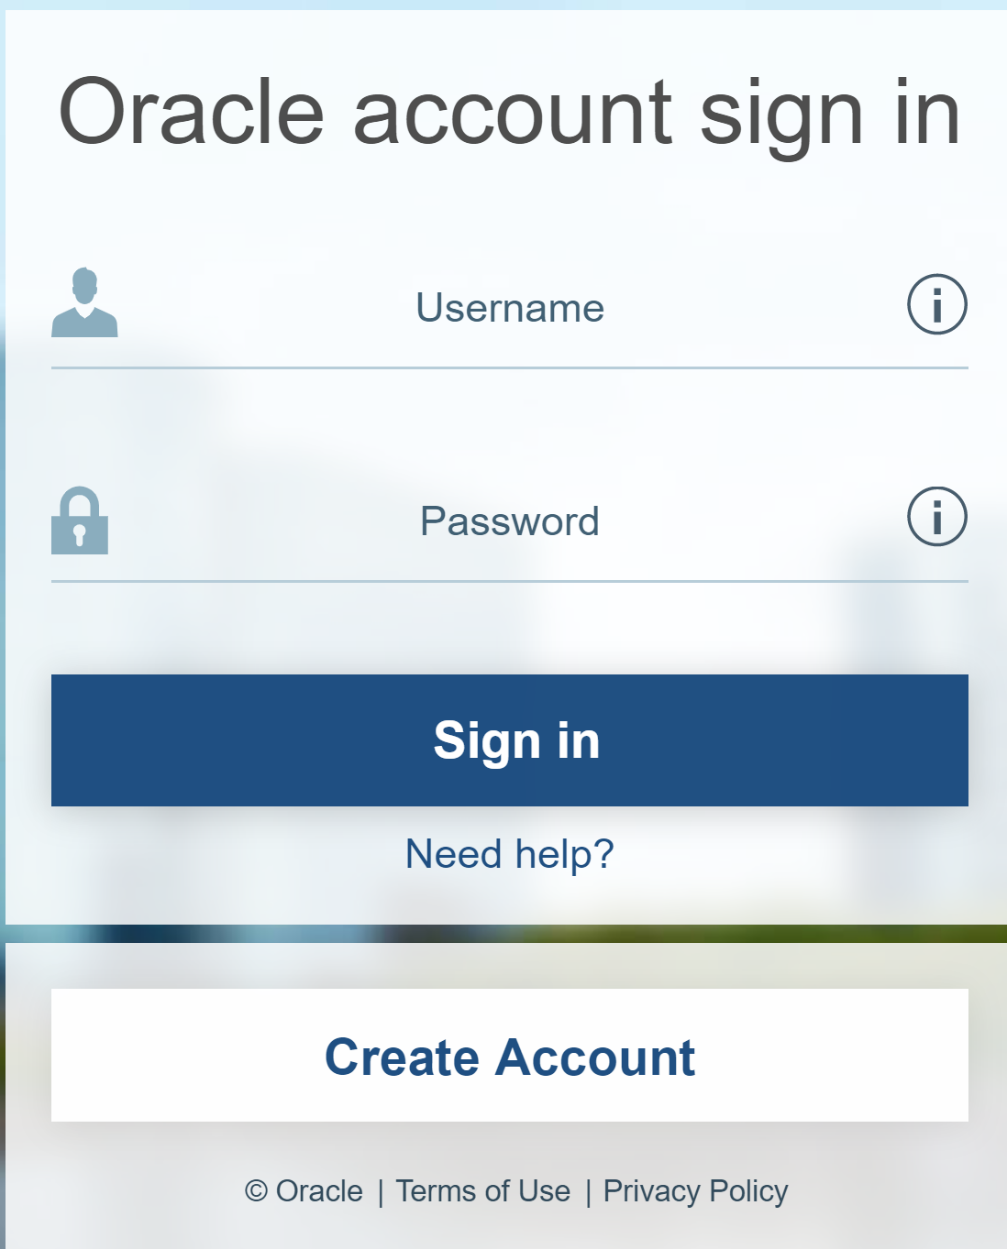 Oracle account sign in
Username
Password
Sign in
Need help?
Create Account
© Oracle | Terms of Use | Privacy Policy